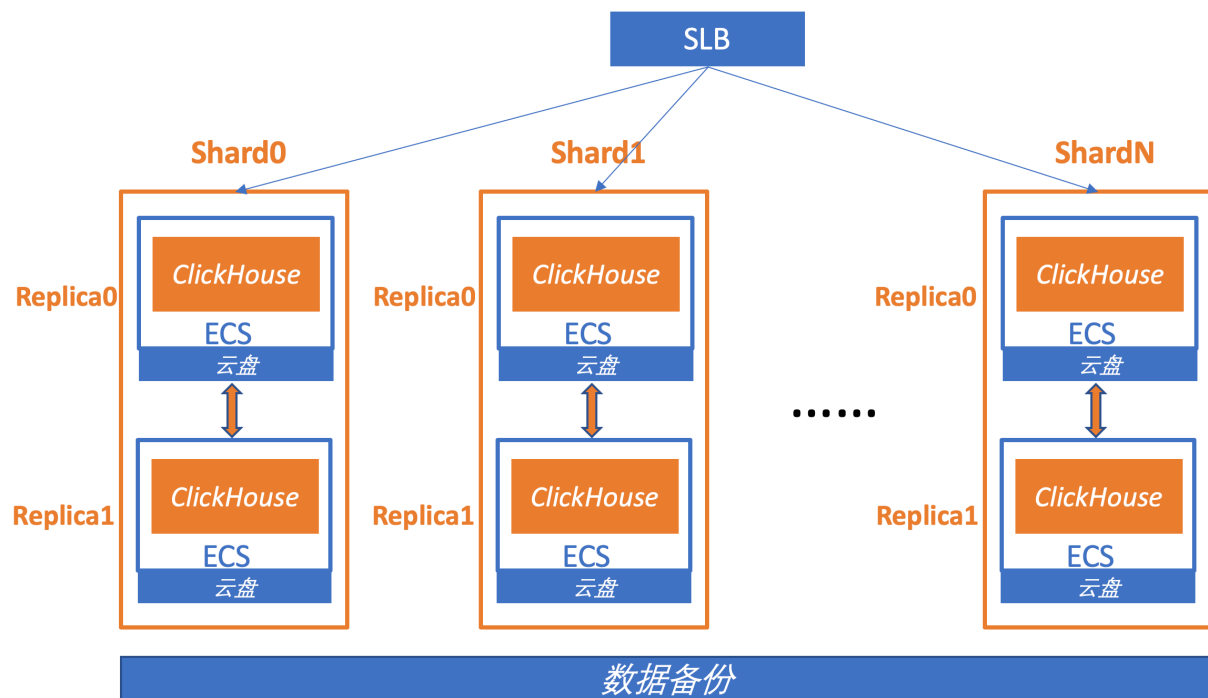 SLB
Shard0
Shard1
ShardN
Replica0
ClickHouse
ECS
云盘
Replica0
ClickHouse
ECS
云盘
Replica0
ClickHouse
ECS
云盘
......
Replica1
ClickHouse
ECS
云盘
Replica1
ClickHouse
ECS
云盘
Replica1
ClickHouse
ECS
云盘
数据备份